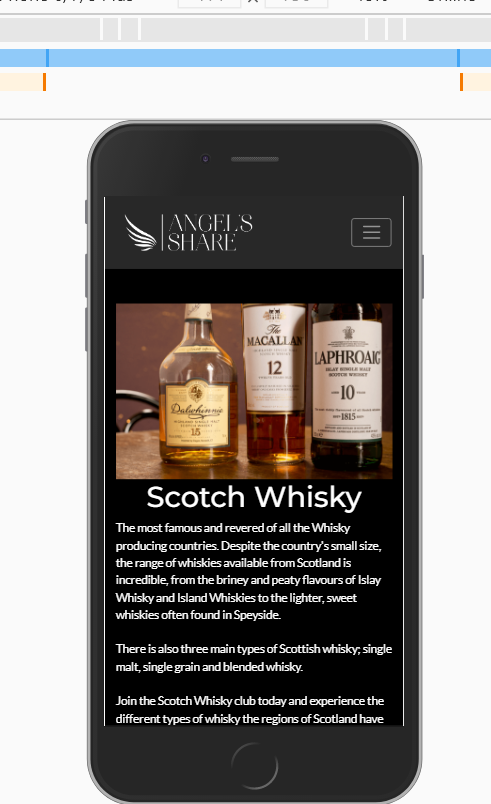 ANGEL'S
SHARE
Dalwhinnie
15
The
MACALLAN
12
LAPHROAIG
ISLAY SINGLE MALT
SCOTCH WHISKY
10
1815
Scotch Whisky
The most famous and revered of all the Whisky
producing countries. Despite the country's small size,
the range of whiskies available from Scotland is
incredible, from the briney and peaty flavours of Islay
Whisky and Island Whiskies to the lighter, sweet
whiskies often found in Speyside.
There is also three main types of Scottish whisky; single
malt, single grain and blended whisky.
Join the Scotch Whisky club today and experience the
different types of whisky the regions of Scotland have